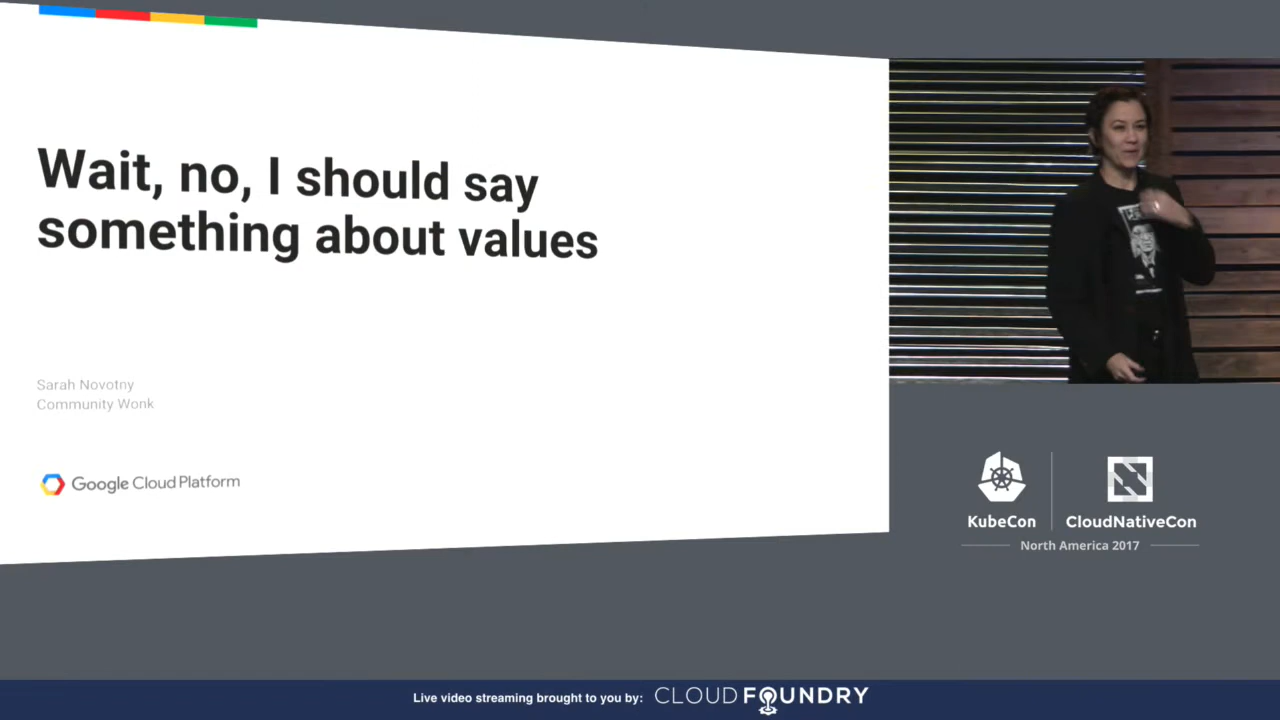 Wait, no, I should say
something about values
Sarah Novotny
Community Wonk
Google Cloud Platform
KubeCon
CloudNativeCon
North America 2017
Live video streaming brought to you by: CLOUD FOUNDRY